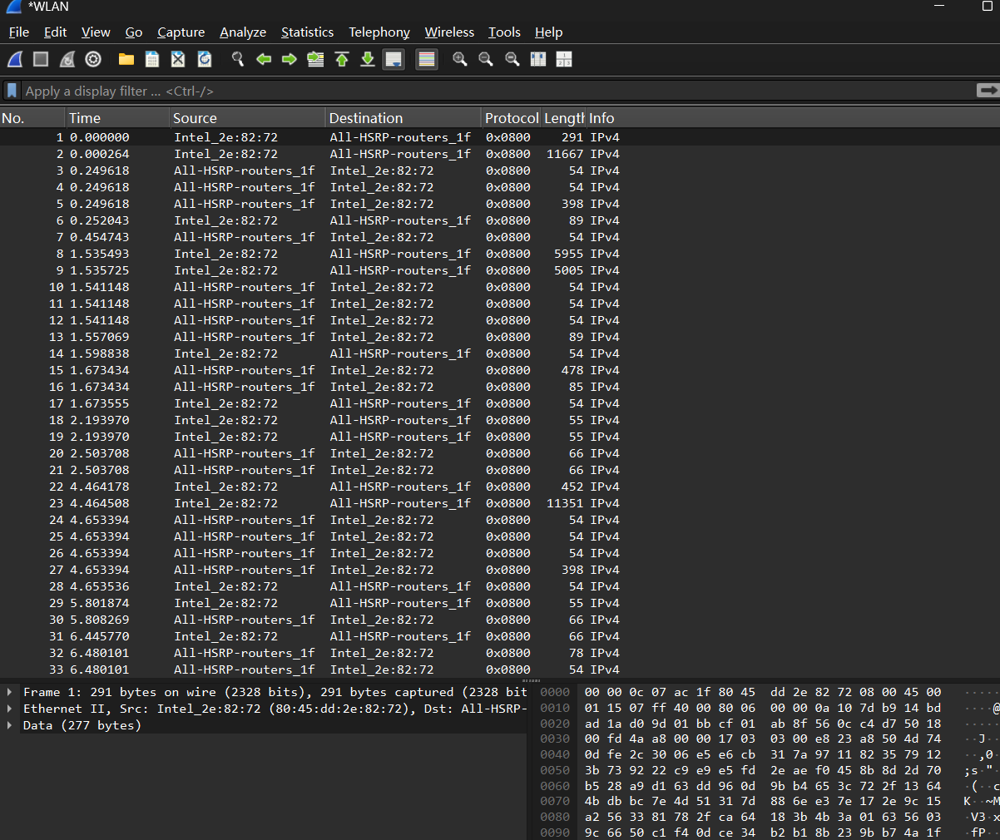 *WLAN
File Edit View Go Capture Analyze Statistics Telephony Wireless Tools Help
Apply a display filter ... <Ctrl-/>
No. Time Source Destination Protocol Length Info
1 0.000000 Intel_2e:82:72 All-HSRP-routers_1f 0x0800 291 IPv4
2 0.000264 Intel_2e:82:72 All-HSRP-routers_1f 0x0800 11667 IPv4
3 0.249618 All-HSRP-routers_1f Intel_2e:82:72 0x0800 54 IPv4
4 0.249618 All-HSRP-routers_1f Intel_2e:82:72 0x0800 54 IPv4
5 0.249618 All-HSRP-routers_1f Intel_2e:82:72 0x0800 398 IPv4
6 0.252043 Intel_2e:82:72 All-HSRP-routers_1f 0x0800 89 IPv4
7 0.454743 All-HSRP-routers_1f Intel_2e:82:72 0x0800 54 IPv4
8 1.535493 Intel_2e:82:72 All-HSRP-routers_1f 0x0800 5955 IPv4
9 1.535725 Intel_2e:82:72 All-HSRP-routers_1f 0x0800 5005 IPv4
10 1.541148 All-HSRP-routers_1f Intel_2e:82:72 0x0800 54 IPv4
11 1.541148 All-HSRP-routers_1f Intel_2e:82:72 0x0800 54 IPv4
12 1.541148 All-HSRP-routers_1f Intel_2e:82:72 0x0800 54 IPv4
13 1.557069 All-HSRP-routers_1f Intel_2e:82:72 0x0800 89 IPv4
14 1.598838 Intel_2e:82:72 All-HSRP-routers_1f 0x0800 54 IPv4
15 1.673434 All-HSRP-routers_1f Intel_2e:82:72 0x0800 478 IPv4
16 1.673434 All-HSRP-routers_1f Intel_2e:82:72 0x0800 85 IPv4
17 1.673555 Intel_2e:82:72 All-HSRP-routers_1f 0x0800 54 IPv4
18 2.193970 Intel_2e:82:72 All-HSRP-routers_1f 0x0800 55 IPv4
19 2.193970 Intel_2e:82:72 All-HSRP-routers_1f 0x0800 55 IPv4
20 2.503708 All-HSRP-routers_1f Intel_2e:82:72 0x0800 66 IPv4
21 2.503708 All-HSRP-routers_1f Intel_2e:82:72 0x0800 66 IPv4
22 4.464178 Intel_2e:82:72 All-HSRP-routers_1f 0x0800 452 IPv4
23 4.464508 Intel_2e:82:72 All-HSRP-routers_1f 0x0800 11351 IPv4
24 4.653394 All-HSRP-routers_1f Intel_2e:82:72 0x0800 54 IPv4
25 4.653394 All-HSRP-routers_1f Intel_2e:82:72 0x0800 54 IPv4
26 4.653394 All-HSRP-routers_1f Intel_2e:82:72 0x0800 54 IPv4
27 4.653394 All-HSRP-routers_1f Intel_2e:82:72 0x0800 398 IPv4
28 4.653536 Intel_2e:82:72 All-HSRP-routers_1f 0x0800 54 IPv4
29 5.801874 Intel_2e:82:72 All-HSRP-routers_1f 0x0800 55 IPv4
30 5.808269 All-HSRP-routers_1f Intel_2e:82:72 0x0800 66 IPv4
31 6.445770 Intel_2e:82:72 All-HSRP-routers_1f 0x0800 66 IPv4
32 6.480101 All-HSRP-routers_1f Intel_2e:82:72 0x0800 78 IPv4
33 6.480101 All-HSRP-routers_1f Intel_2e:82:72 0x0800 54 IPv4
Frame 1: 291 bytes on wire (2328 bits), 291 bytes captured (2328 bit
Ethernet II, Src: Intel_2e:82:72 (80:45:dd:2e:82:72), Dst: All-HSRP-
Data (277 bytes)
0000 00 00 0c 07 ac 1f 80 45 dd 2e 82 72 08 00 45 00 ·····
0010 01 15 07 ff 40 00 80 06 00 00 0a 10 7d b9 14 bd ····@
0020 ad 1a d0 9d 01 bb cf 01 ab 8f 56 0c c4 d7 50 18 ·····
0030 00 fd 4a a8 00 00 17 03 03 00 e8 23 a8 50 4d 74 ··J··
0040 0d fe 2c 30 06 e5 e6 cb 31 7a 97 11 82 35 79 12 ··,0·
0050 3b 73 92 22 c9 e9 e5 fd 2e ae f0 45 8b 8d 2d 70 ;s·"·
0060 b5 28 a9 d1 63 dd 96 0d 9b b4 65 3c 72 2f 13 64 ·(··c
0070 4b db bc 7e 4d 51 31 7d 88 6e e3 7e 17 2e 9c 15 K··~M
0080 a2 56 33 81 78 2f ca 64 18 3b 4b 3a 01 63 56 03 ·V3·x
0090 9c 66 50 c1 f4 0d ce 34 b2 b1 8b 23 9b b7 4a 1f ·fP··